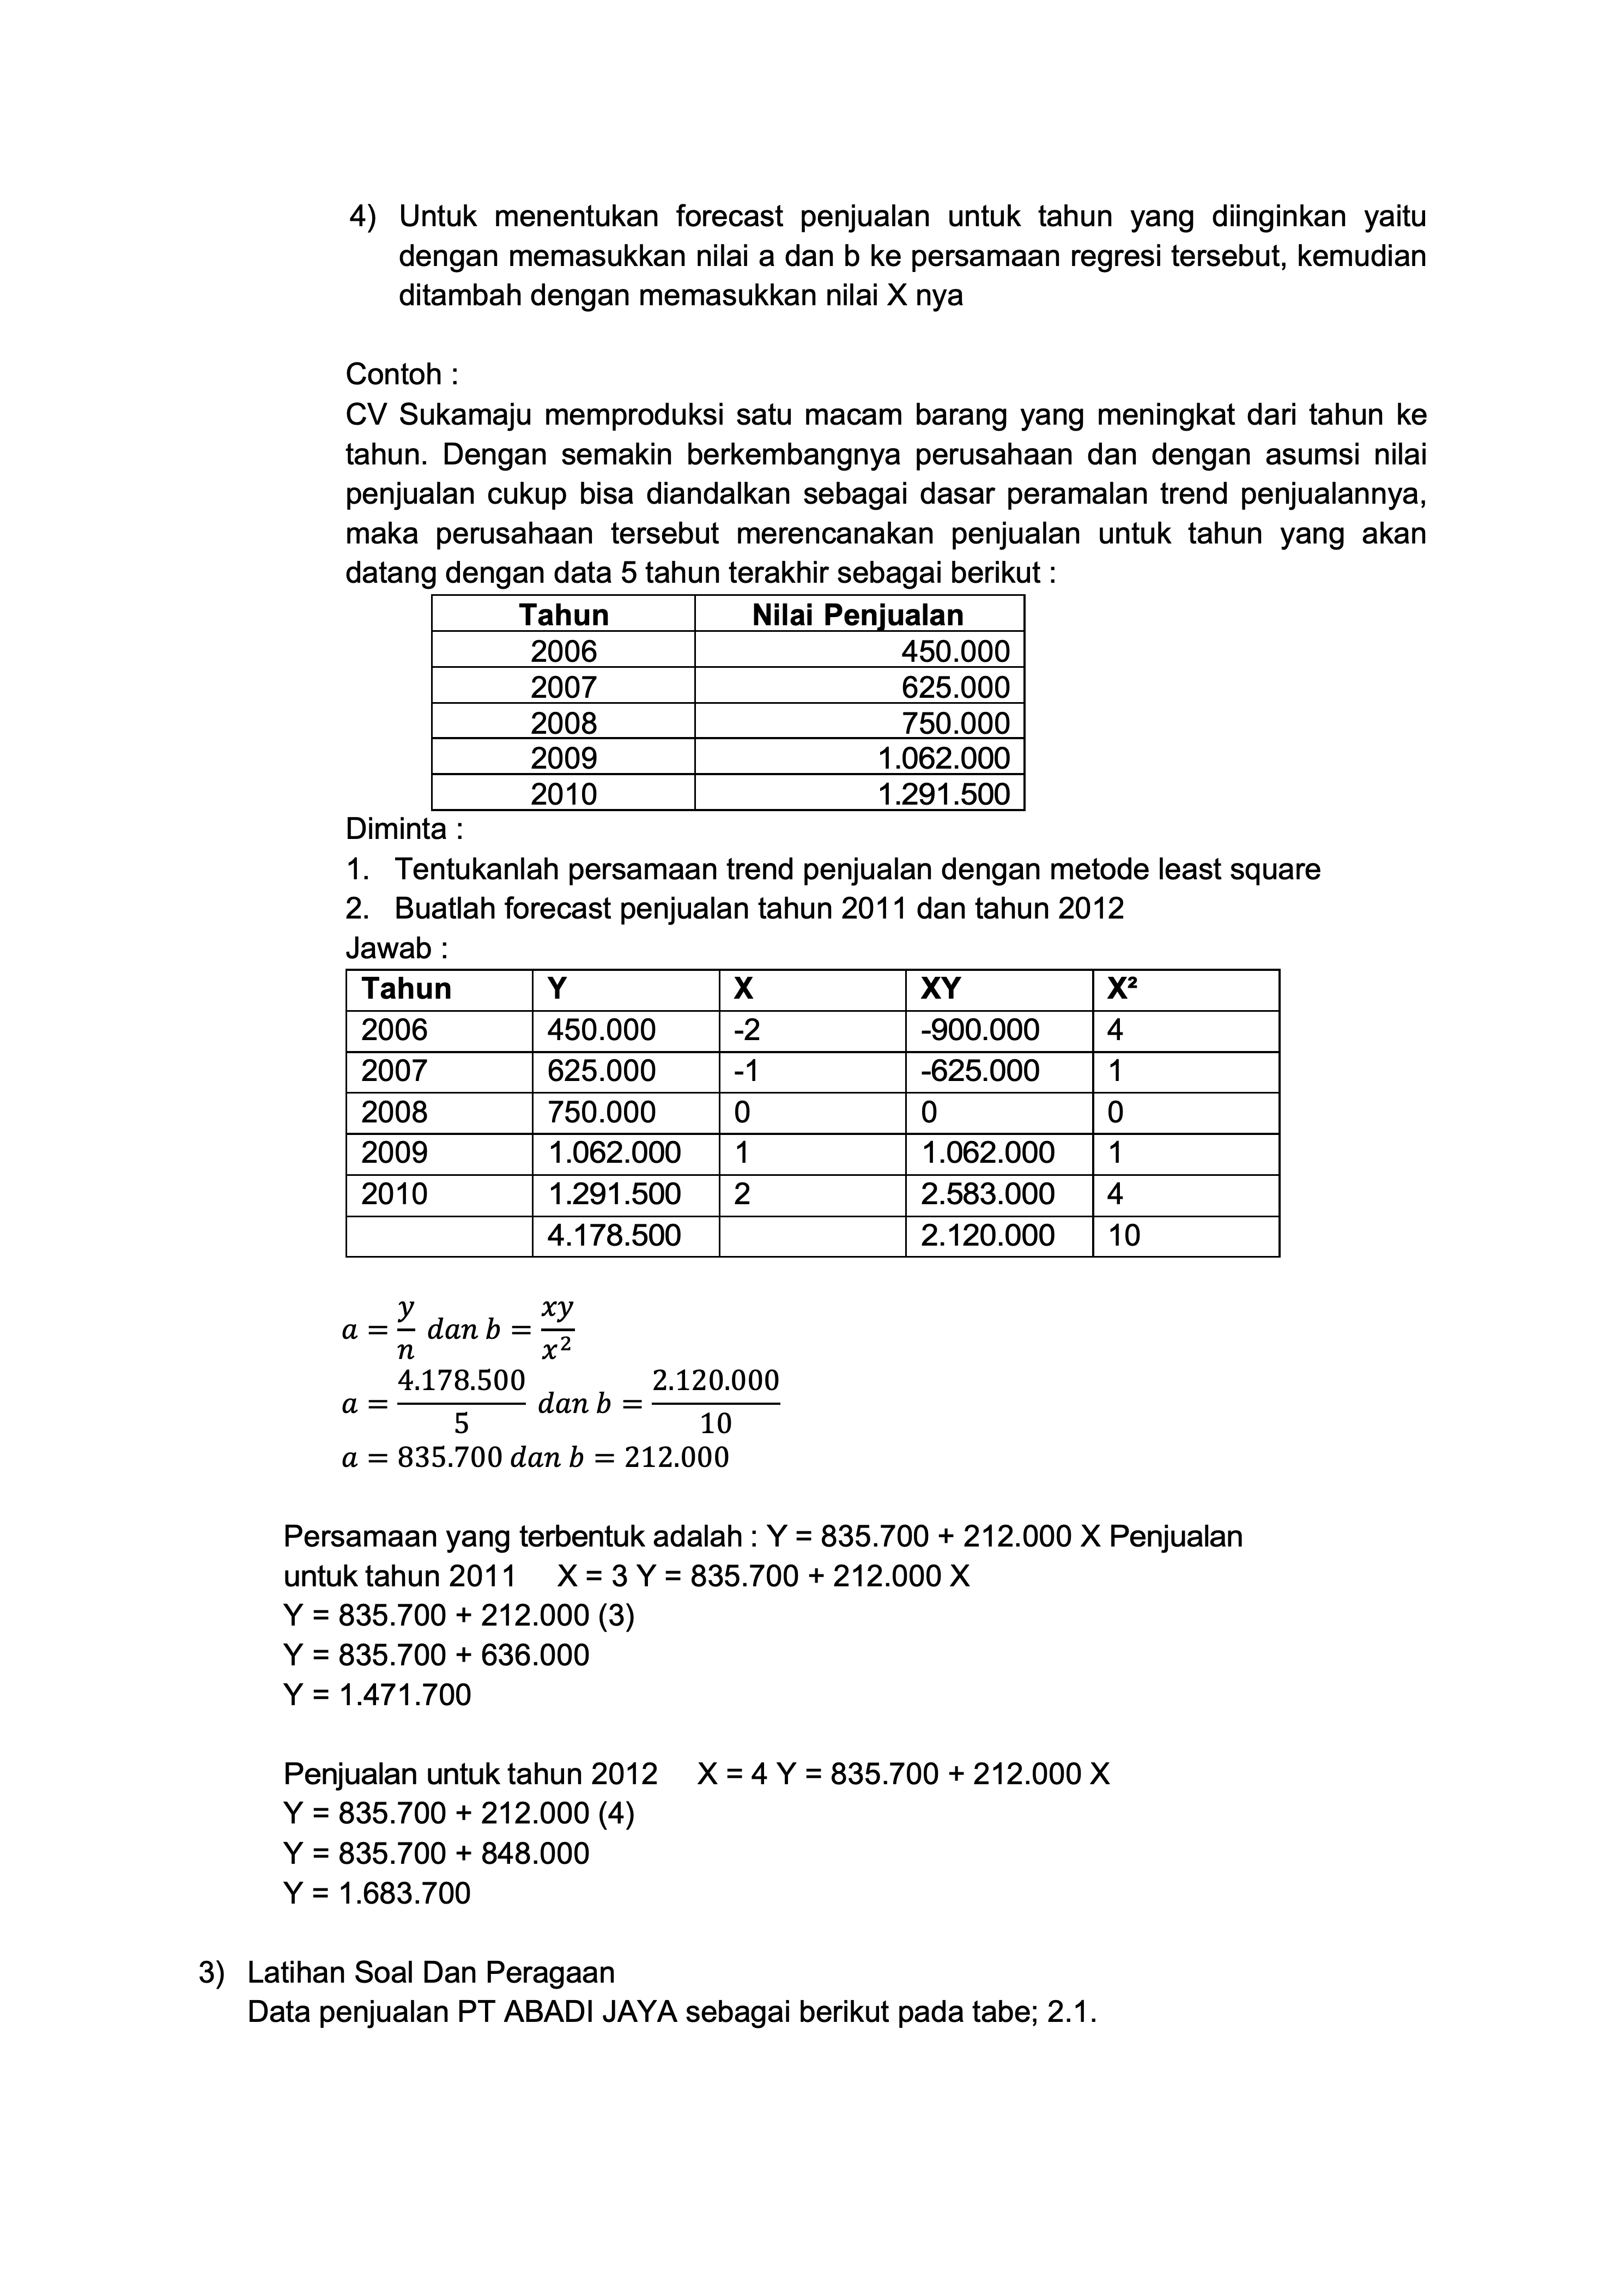 4) Untuk menentukan forecast penjualan untuk tahun yang diinginkan yaitu
dengan memasukkan nilai a dan b ke persamaan regresi tersebut, kemudian
ditambah dengan memasukkan nilai X nya
Contoh :
CV Sukamaju memproduksi satu macam barang yang meningkat dari tahun ke
tahun. Dengan semakin berkembangnya perusahaan dan dengan asumsi nilai
penjualan cukup bisa diandalkan sebagai dasar peramalan trend penjualannya,
maka perusahaan tersebut merencanakan penjualan untuk tahun yang akan
datang dengan data 5 tahun terakhir sebagai berikut :
Tahun Nilai Penjualan
2006 450.000
2007 625.000
2008 750.000
2009 1.062.000
2010 1.291.500
Diminta :
1. Tentukanlah persamaan trend penjualan dengan metode least square
2. Buatlah forecast penjualan tahun 2011 dan tahun 2012
Jawab :
Tahun Y X XY X²
2006 450.000 -2 -900.000 4
2007 625.000 -1 -625.000 1
2008 750.000 0 0 0
2009 1.062.000 1 1.062.000 1
2010 1.291.500 2 2.583.000 4
4.178.500 2.120.000 10
a = y/n dan b = xy/x²
a = 4.178.500/5 dan b = 2.120.000/10
a = 835.700 dan b = 212.000
Persamaan yang terbentuk adalah : Y = 835.700 + 212.000 X Penjualan
untuk tahun 2011 X = 3 Y = 835.700 + 212.000 X
Y = 835.700 + 212.000 (3)
Y = 835.700 + 636.000
Y = 1.471.700
Penjualan untuk tahun 2012 X = 4 Y = 835.700 + 212.000 X
Y = 835.700 + 212.000 (4)
Y = 835.700 + 848.000
Y = 1.683.700
3) Latihan Soal Dan Peragaan
Data penjualan PT ABADI JAYA sebagai berikut pada tabe; 2.1.